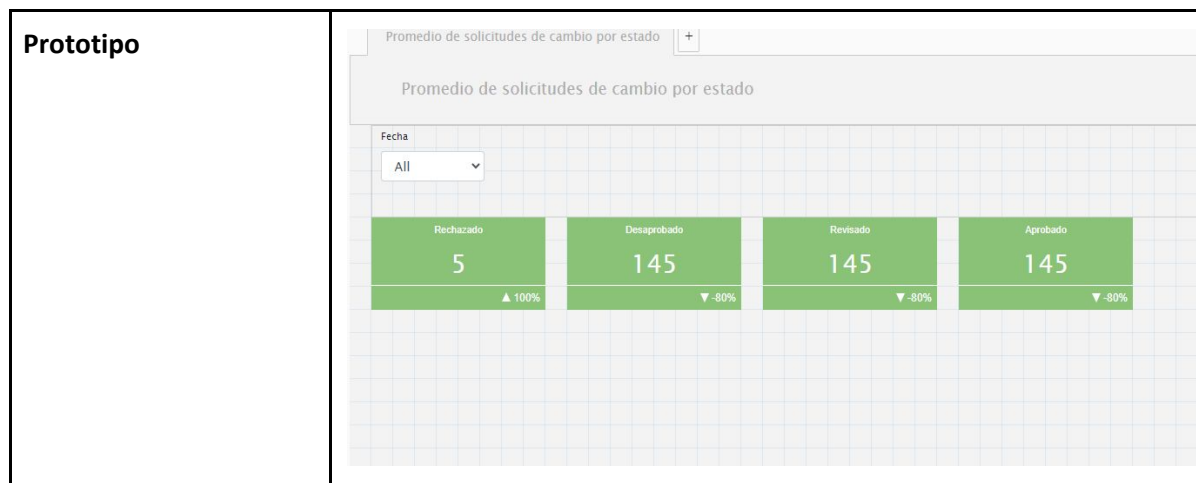 Prototipo
Promedio de solicitudes de cambio por estado +
Promedio de solicitudes de cambio por estado
Fecha
All
Rechazado Desaprobado Revisado Aprobado
5 145 145 145
▲ 100% ▼ -80% ▼ -80% ▼ -80%